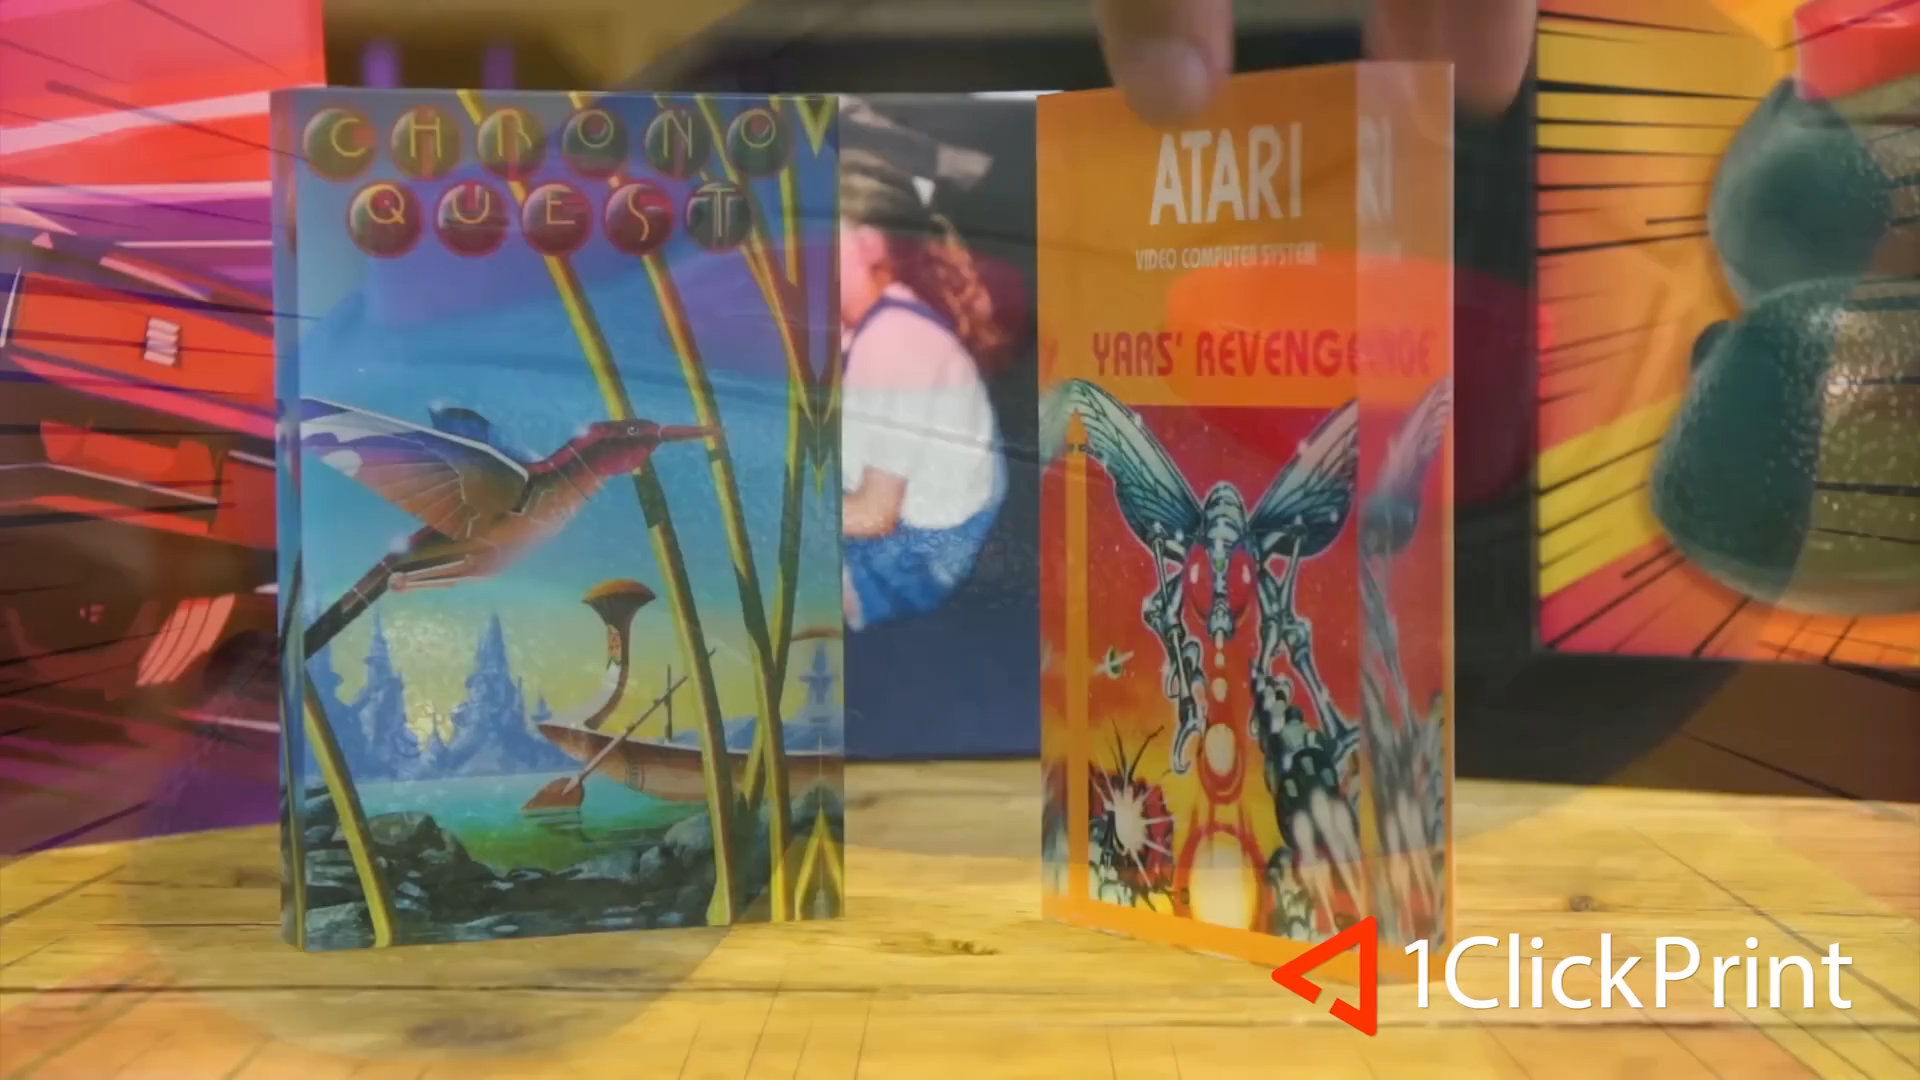 CHRONO
QUEST
ATARI
VIDEO COMPUTER SYSTEM
YARS' REVENGE
1ClickPrint